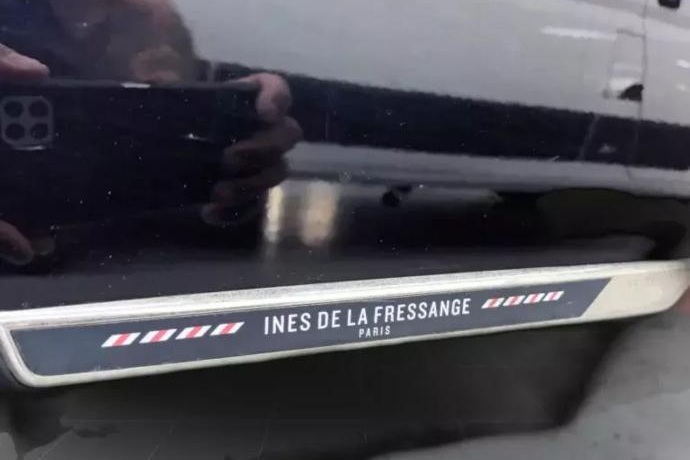 INES DE LA FRESSANGE
PARIS